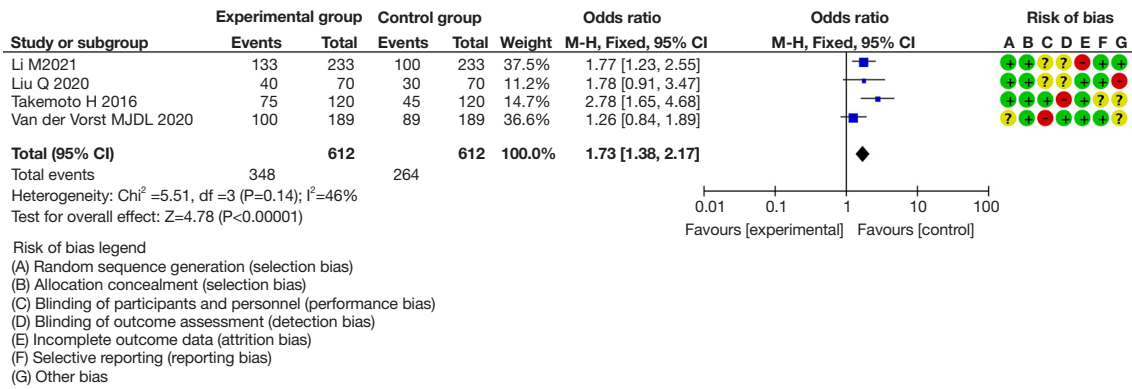 Experimental group Control group Odds ratio Odds ratio Risk of bias
Study or subgroup Events Total Events Total Weight M-H, Fixed, 95% CI M-H, Fixed, 95% CI A B C D E F G
Li M2021 133 233 100 233 37.5% 1.77 [1.23, 2.55] + + ? ? - + +
Liu Q 2020 40 70 30 70 11.2% 1.78 [0.91, 3.47] + + ? ? - + +
Takemoto H 2016 75 120 45 120 14.7% 2.78 [1.65, 4.68] + + + - + ? ?
Van der Vorst MJDL 2020 100 189 89 189 36.6% 1.26 [0.84, 1.89] ? + - + + + ?
Total (95% CI) 612 612 100.0% 1.73 [1.38, 2.17]
Total events 348 264
Heterogeneity: Chi² =5.51, df =3 (P=0.14); I²=46%
Test for overall effect: Z=4.78 (P<0.00001)
0.01 0.1 1 10 100
Favours [experimental] Favours [control]
Risk of bias legend
(A) Random sequence generation (selection bias)
(B) Allocation concealment (selection bias)
(C) Blinding of participants and personnel (performance bias)
(D) Blinding of outcome assessment (detection bias)
(E) Incomplete outcome data (attrition bias)
(F) Selective reporting (reporting bias)
(G) Other bias